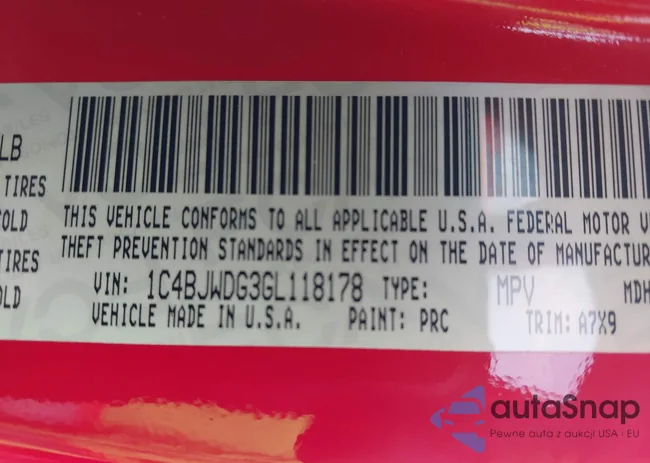 LB
TIRES
THIS VEHICLE CONFORMS TO ALL APPLICABLE U.S.A. FEDERAL MOTOR
OLD
THEFT PREVENTION STANDARDS IN EFFECT ON THE DATE OF MANUFACTUR
TIRES
VIN: 1C4BJWDG3GL118178 TYPE: MPV MDH
OLD
VEHICLE MADE IN U.S.A. PAINT: PRC TRIM: A7X9
autaSnap
Pewne auta z aukcji USA i EU